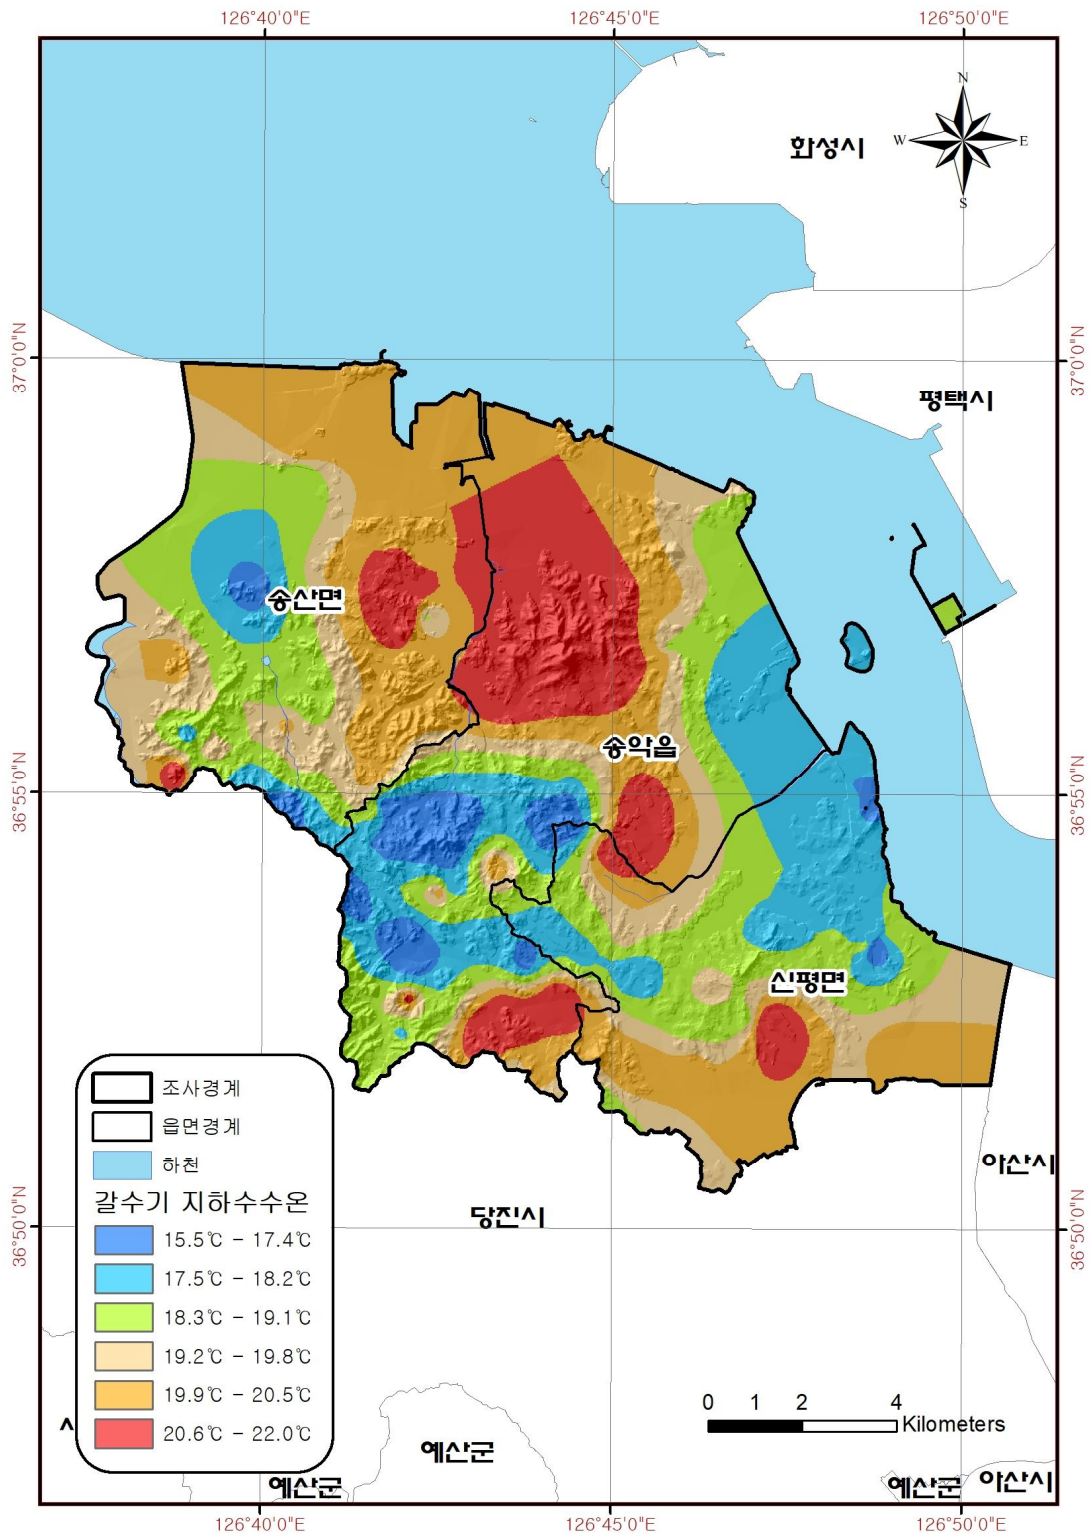 126°40'0"E
126°45'0"E
126°50'0"E
N
W
E
S
화성시
37°0'0"N
37°0'0"N
평택시
송산면
송악읍
36°55'0"N
36°55'0"N
신평면
조사경계
읍면경계
하천
갈수기 지하수수온
15.5℃ - 17.4℃
17.5℃ - 18.2℃
18.3℃ - 19.1℃
19.2℃ - 19.8℃
19.9℃ - 20.5℃
20.6℃ - 22.0℃
아산시
당진시
36°50'0"N
36°50'0"N
0 1 2 4
Kilometers
예산군
예산군
예산군
아산시
126°40'0"E
126°45'0"E
126°50'0"E